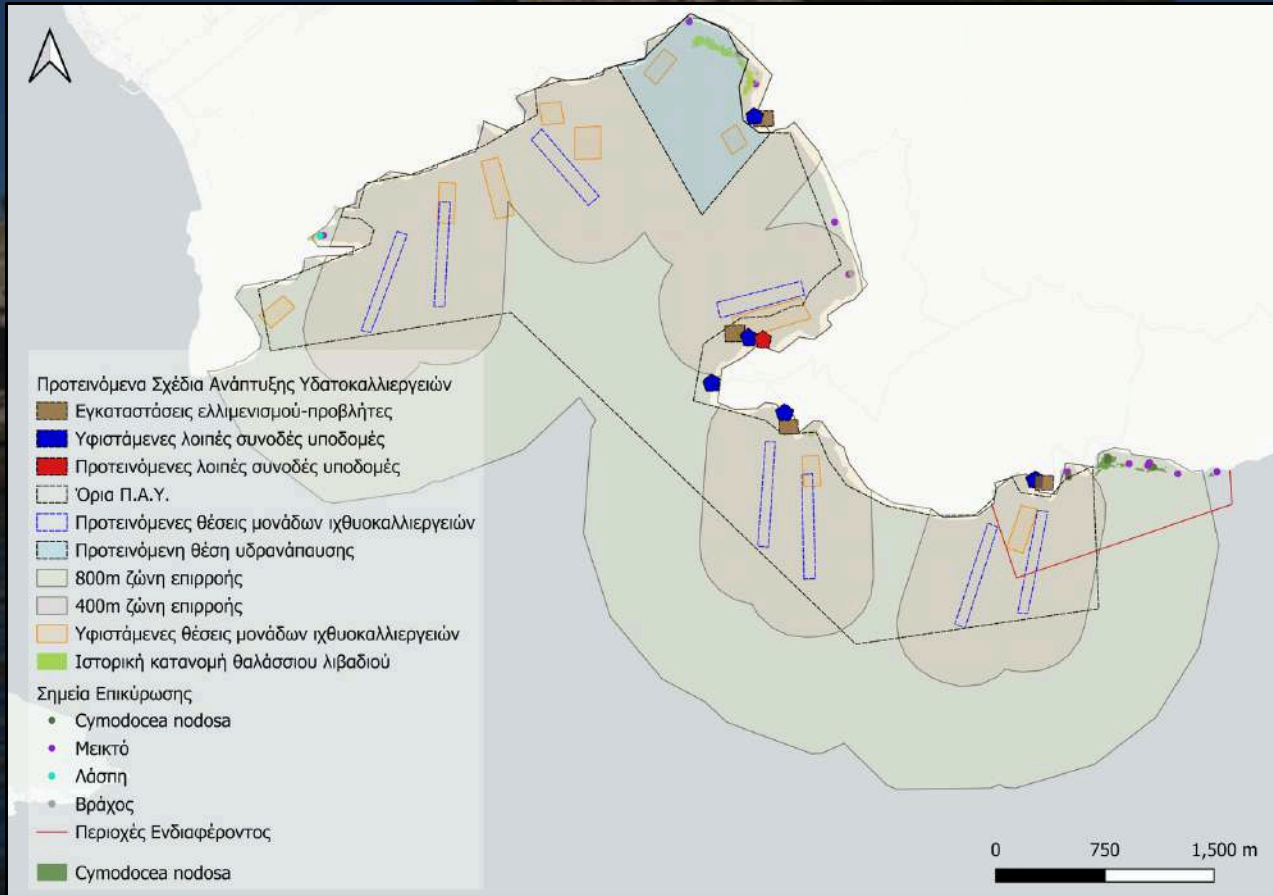 Προτεινόμενα Σχέδια Ανάπτυξης Υδατοκαλλιεργειών
Εγκαταστάσεις ελλιμενισμού-προβλήτες
Υφιστάμενες λοιπές συνοδές υποδομές
Προτεινόμενες λοιπές συνοδές υποδομές
Όρια Π.Α.Υ.
Προτεινόμενες θέσεις μονάδων ιχθυοκαλλιεργειών
Προτεινόμενη θέση υδρανάπαυσης
800m ζώνη επιρροής
400m ζώνη επιρροής
Υφιστάμενες θέσεις μονάδων ιχθυοκαλλιεργειών
Ιστορική κατανομή θαλάσσιου λιβαδιού
Σημεία Επικύρωσης
Cymodocea nodosa
Μεικτό
Λάσπη
Βράχος
Περιοχές Ενδιαφέροντος
Cymodocea nodosa
0 750 1,500 m